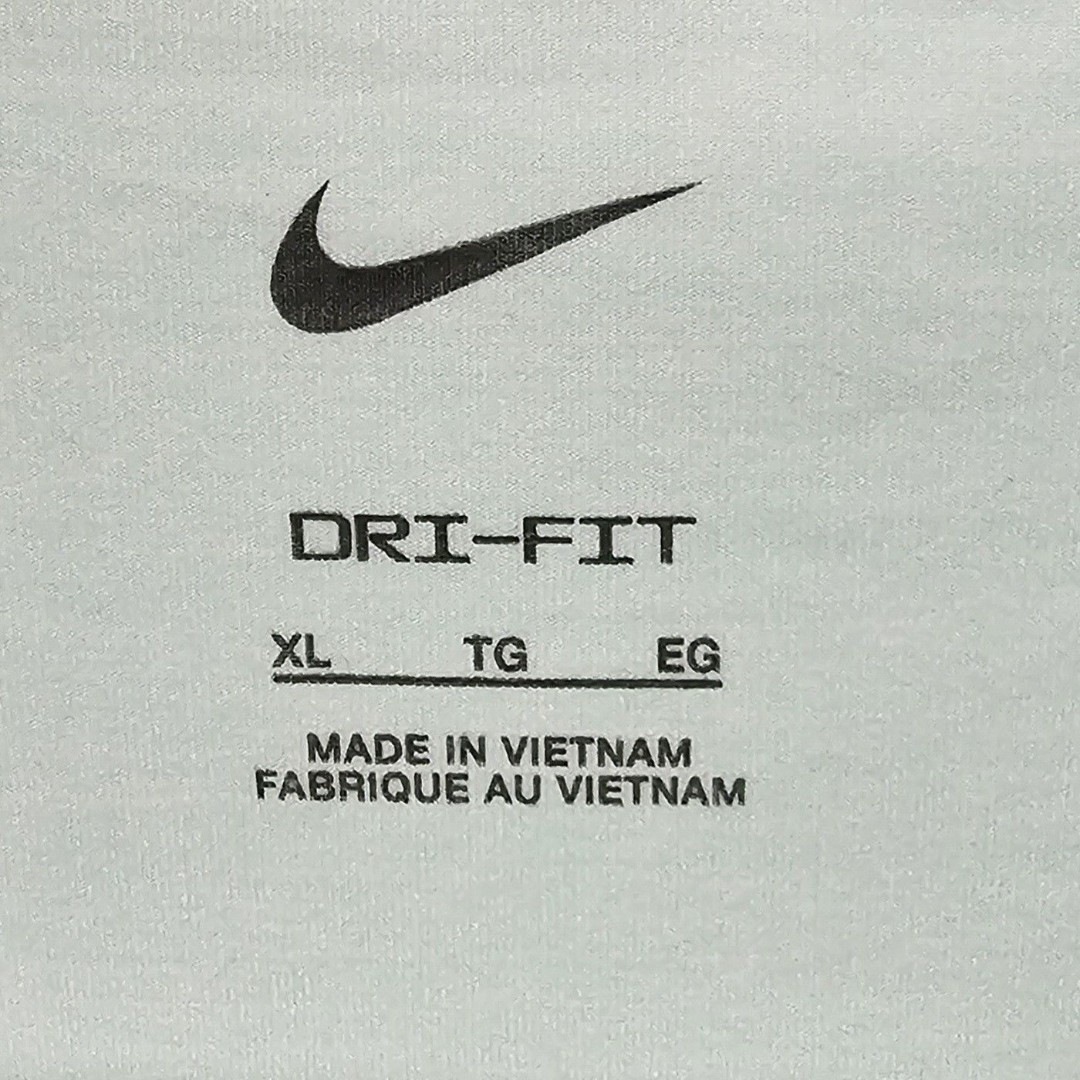 DRI-FIT
XL TG EG
MADE IN VIETNAM
FABRIQUE AU VIETNAM